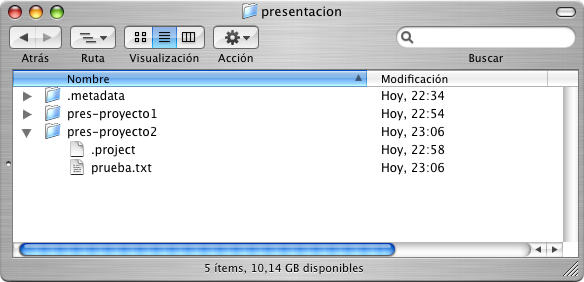 presentacion
Atrás Ruta Visualización Acción Buscar
Nombre Modificación
.metadata Hoy, 22:34
pres-proyecto1 Hoy, 22:54
pres-proyecto2 Hoy, 23:06
.project Hoy, 22:58
prueba.txt Hoy, 23:06
5 ítems, 10,14 GB disponibles